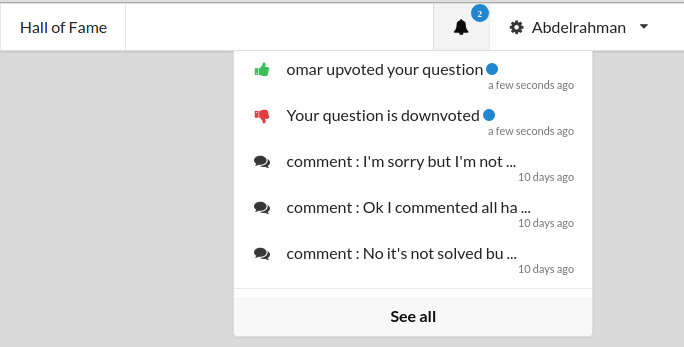 Hall of Fame
2
Abdelrahman
omar upvoted your question
a few seconds ago
Your question is downvoted
a few seconds ago
comment : I'm sorry but I'm not ...
10 days ago
comment : Ok I commented all ha ...
10 days ago
comment : No it's not solved bu ...
10 days ago
See all